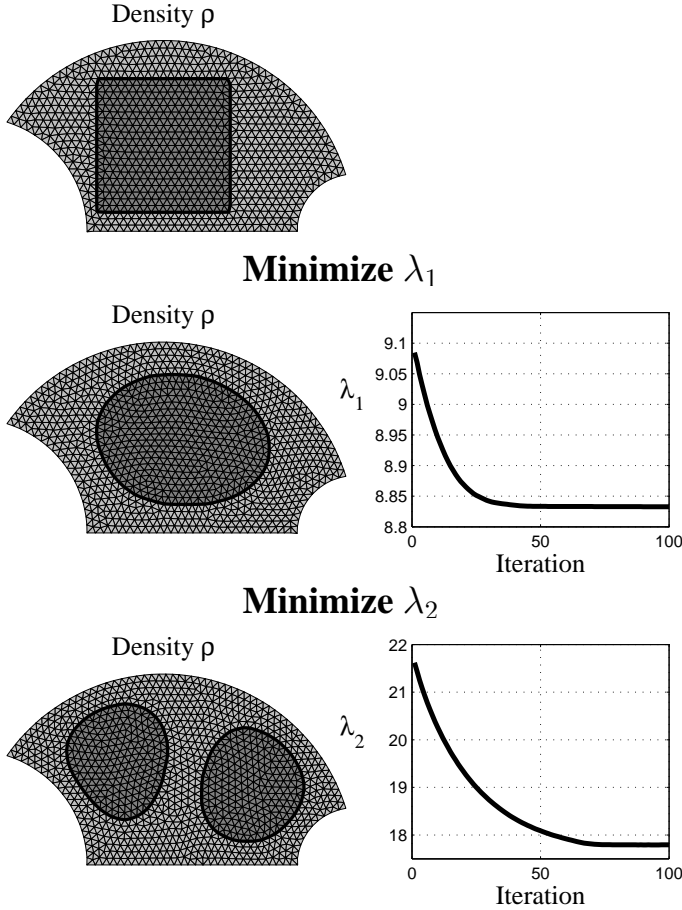 Density ρ
Minimize λ1
Density ρ
λ1
9.1
9.05
9
8.95
8.9
8.85
8.8
0 50 100
Iteration
Minimize λ2
Density ρ
λ2
22
21
20
19
18
0 50 100
Iteration